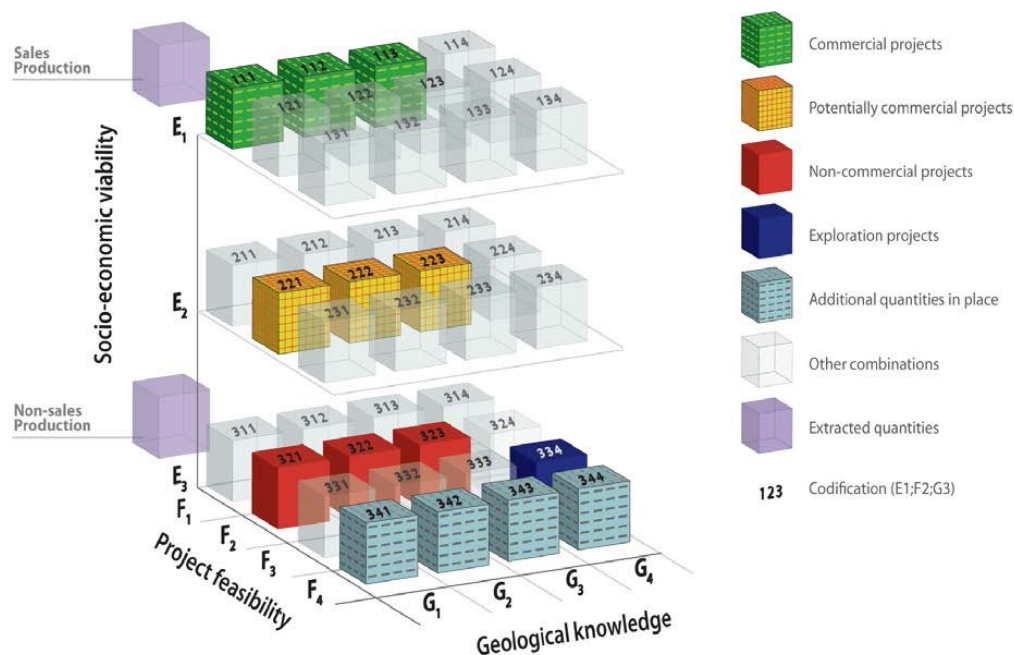 Sales
Production
Socio-economic viability
E1
E2
E3
Non-sales
Production
111
112
113
114
121
122
123
124
131
132
133
134
211
212
213
214
221
222
223
224
231
232
233
234
311
312
313
314
321
322
323
324
331
332
333
334
341
342
343
344
F1
F2
F3
F4
Project feasibility
G1
G2
G3
G4
Geological knowledge
Commercial projects
Potentially commercial projects
Non-commercial projects
Exploration projects
Additional quantities in place
Other combinations
Extracted quantities
123 Codification (E1;F2;G3)